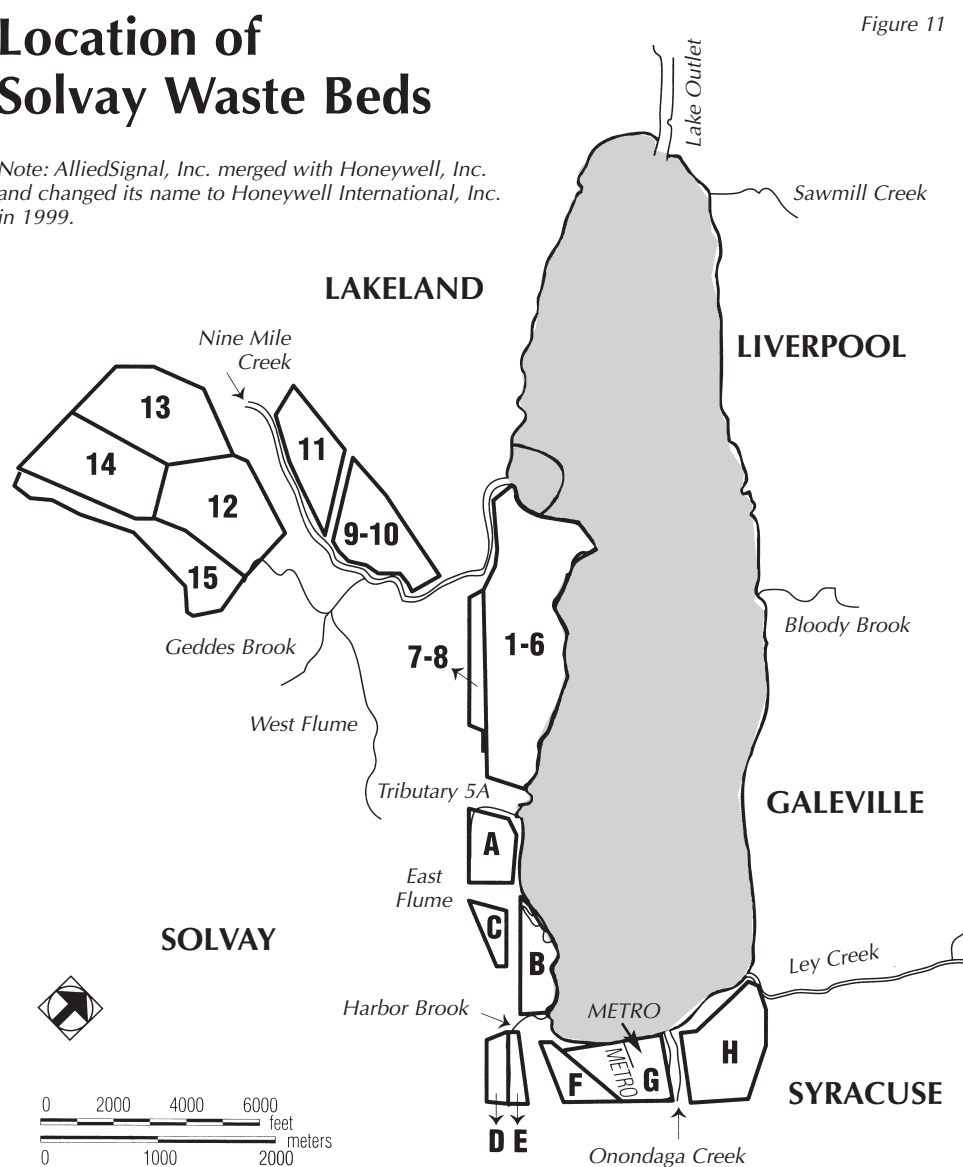 Figure 11
Location of
Solvay Waste Beds
Note: AlliedSignal, Inc. merged with Honeywell, Inc.
and changed its name to Honeywell International, Inc.
in 1999.
Lake Outlet
Sawmill Creek
LAKELAND
LIVERPOOL
Nine Mile
Creek
13
11
14
12
9-10
15
Geddes Brook
7-8
1-6
Bloody Brook
West Flume
Tributary 5A
GALEVILLE
A
East
Flume
C
SOLVAY
B
Ley Creek
Harbor Brook
METRO
METRO
F
G
H
SYRACUSE
D E
Onondaga Creek
0 2000 4000 6000
feet
meters
0 1000 2000